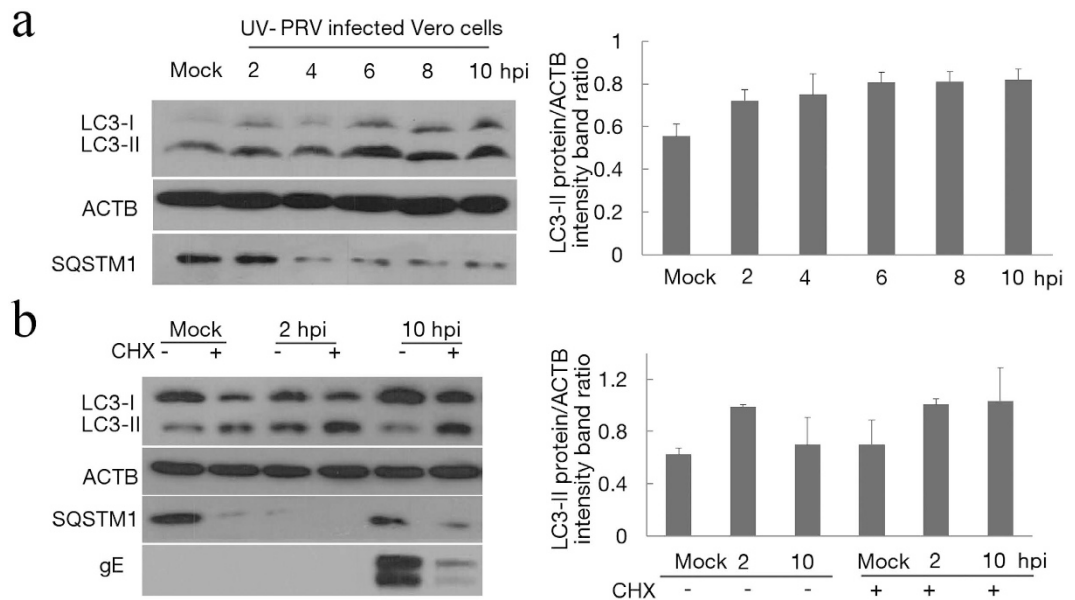 a
UV- PRV infected Vero cells
Mock 2 4 6 8 10 hpi
LC3-I
LC3-II
ACTB
SQSTM1
LC3-II protein/ACTB
intensity band ratio
1
0.8
0.6
0.4
0.2
0
Mock 2 4 6 8 10 hpi
b
Mock 2 hpi 10 hpi
CHX - + - + - +
LC3-I
LC3-II
ACTB
SQSTM1
gE
LC3-II protein/ACTB
intensity band ratio
1.2
0.8
0.4
0
Mock 2 10 Mock 2 10 hpi
CHX - - - + + +